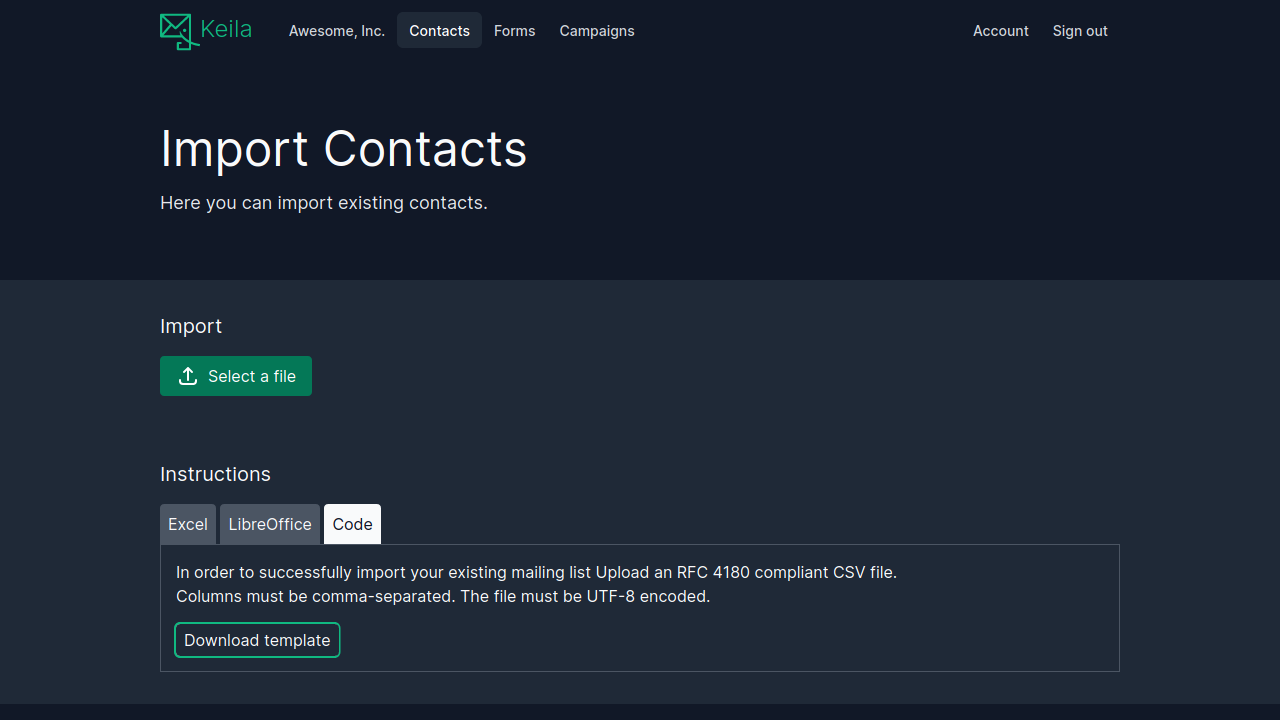 Keila
Awesome, Inc.
Contacts
Forms
Campaigns
Account
Sign out
Import Contacts
Here you can import existing contacts.
Import
Select a file
Instructions
Excel
LibreOffice
Code
In order to successfully import your existing mailing list Upload an RFC 4180 compliant CSV file.
Columns must be comma-separated. The file must be UTF-8 encoded.
Download template